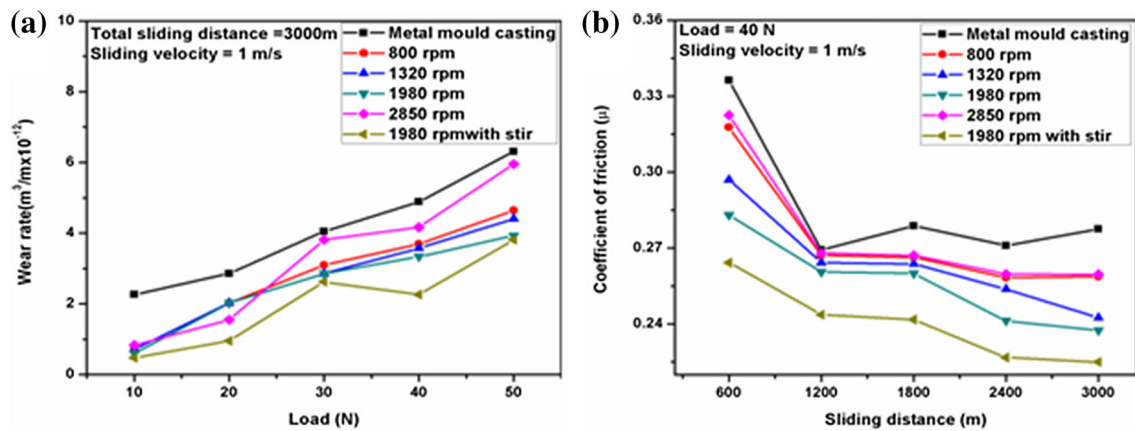 (a)
Total sliding distance =3000m
Sliding velocity = 1 m/s
Metal mould casting
800 rpm
1320 rpm
1980 rpm
2850 rpm
1980 rpmwith stir
Wear rate(m³/mx10⁻¹²)
10
8
6
4
2
0
10 20 30 40 50
Load (N)
(b)
Load = 40 N
Sliding velocity = 1 m/s
Metal mould casting
800 rpm
1320 rpm
1980 rpm
2850 rpm
1980 rpm with stir
Coefficient of friction (μ)
0.36
0.33
0.30
0.27
0.24
600 1200 1800 2400 3000
Sliding distance (m)